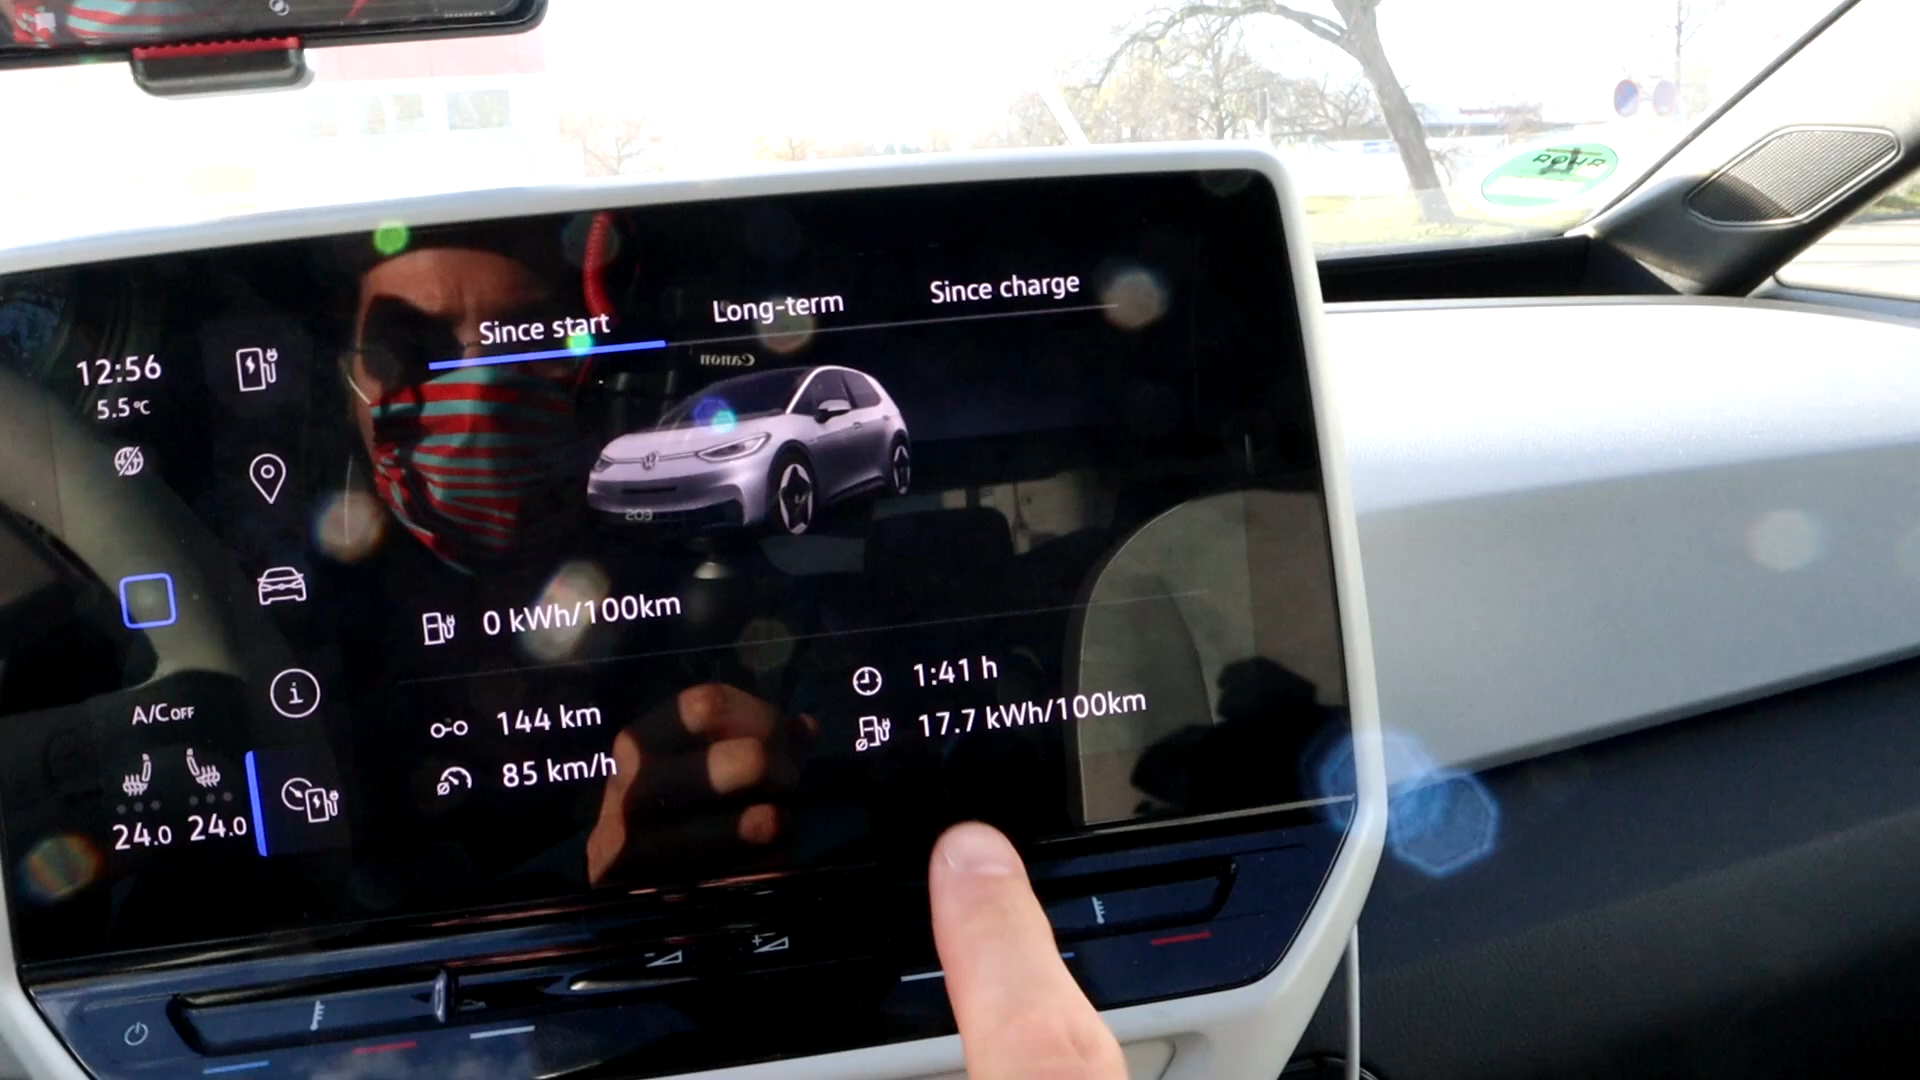 Since start
Long-term
Since charge
12:56
5.5°C
Canon
0 kWh/100km
144 km
1:41 h
85 km/h
17.7 kWh/100km
A/C OFF
24.0 24.0